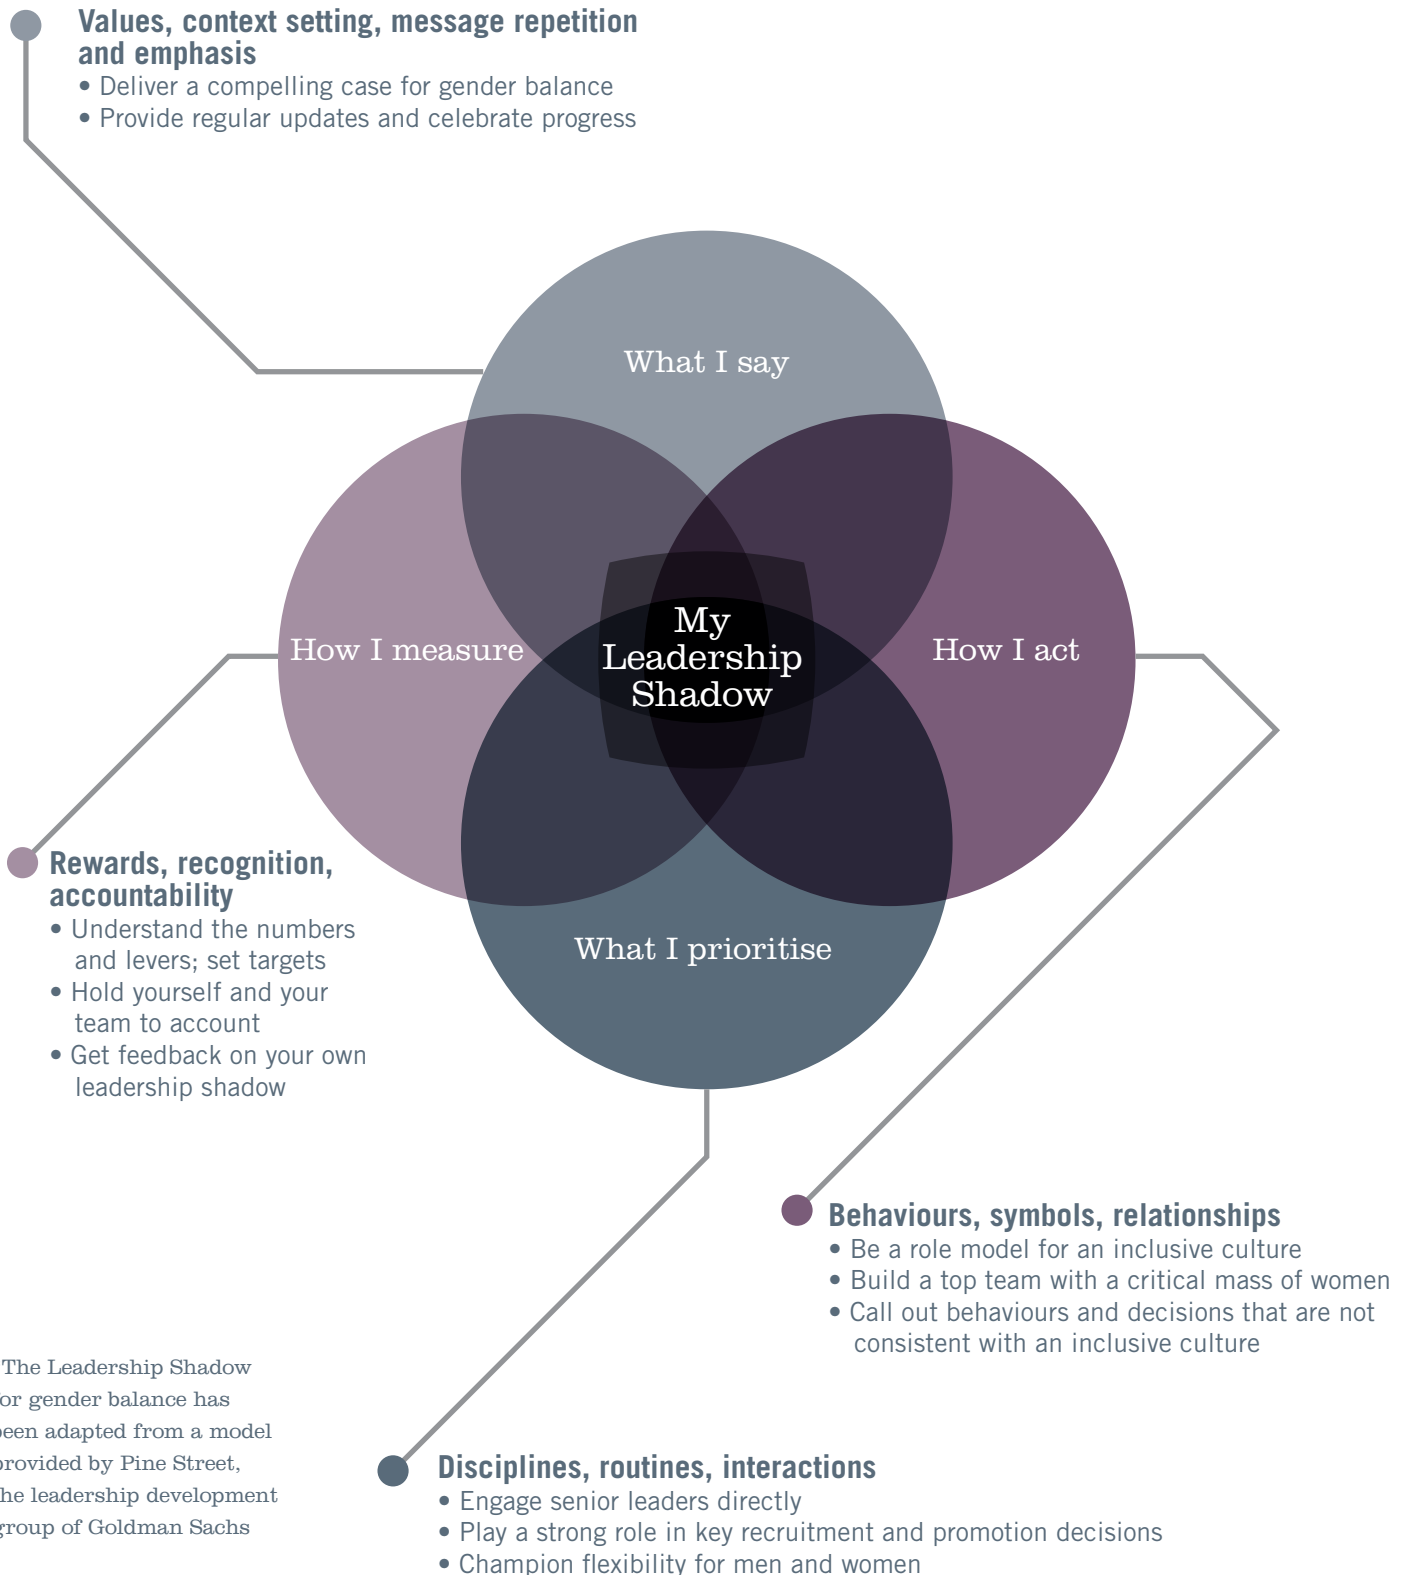 Values, context setting, message repetition
and emphasis
• Deliver a compelling case for gender balance
• Provide regular updates and celebrate progress
What I say
How I measure
My
Leadership
Shadow
How I act
What I prioritise
Rewards, recognition,
accountability
• Understand the numbers
and levers; set targets
• Hold yourself and your
team to account
• Get feedback on your own
leadership shadow
Behaviours, symbols, relationships
• Be a role model for an inclusive culture
• Build a top team with a critical mass of women
• Call out behaviours and decisions that are not
consistent with an inclusive culture
The Leadership Shadow
or gender balance has
een adapted from a model
provided by Pine Street,
he leadership development
group of Goldman Sachs
Disciplines, routines, interactions
• Engage senior leaders directly
• Play a strong role in key recruitment and promotion decisions
• Champion flexibility for men and women